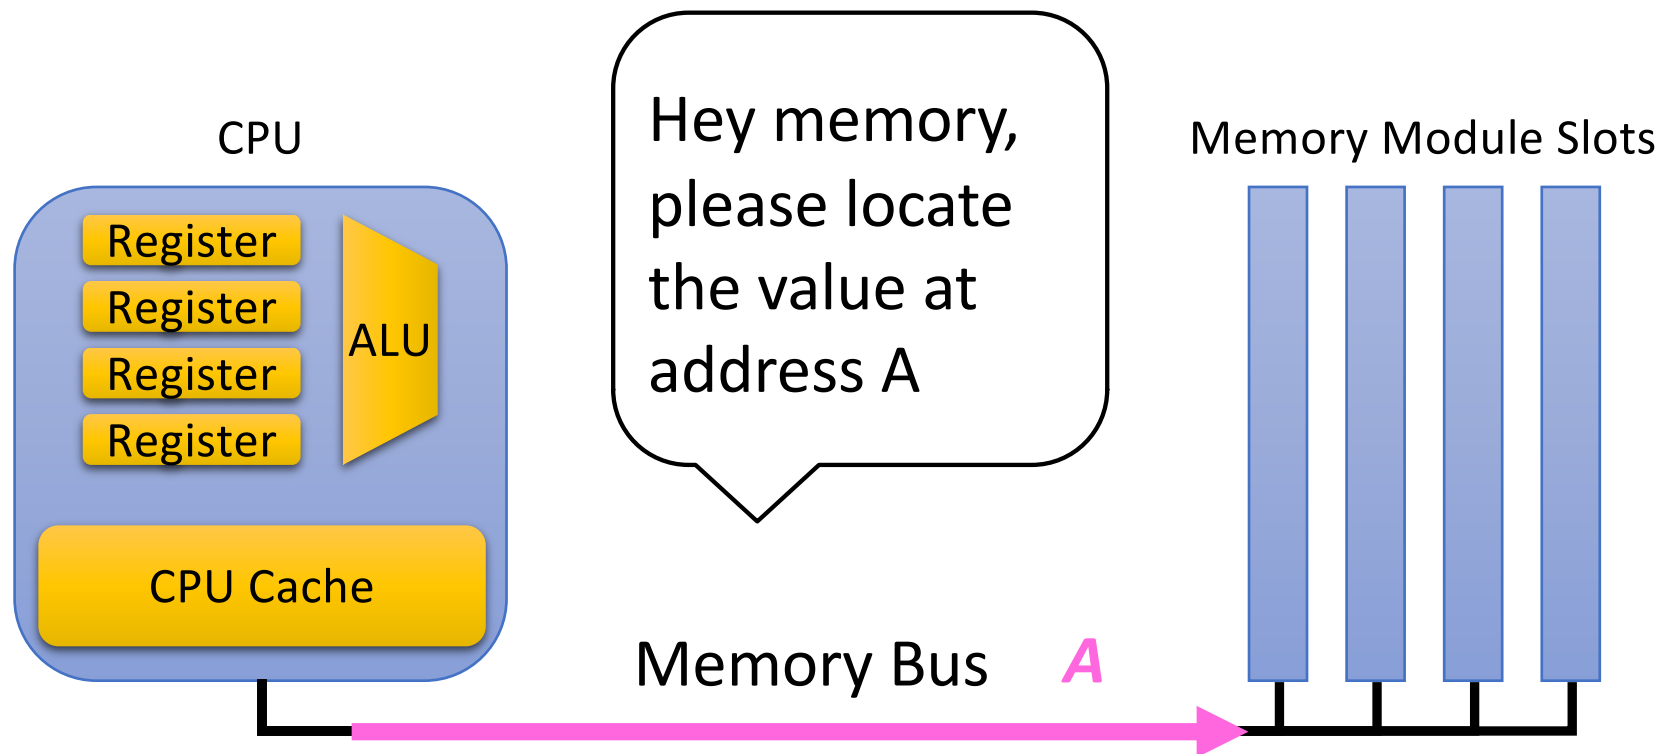 CPU
Register
Register
Register
Register
ALU
CPU Cache
Hey memory,
please locate
the value at
address A
Memory Bus
A
Memory Module Slots